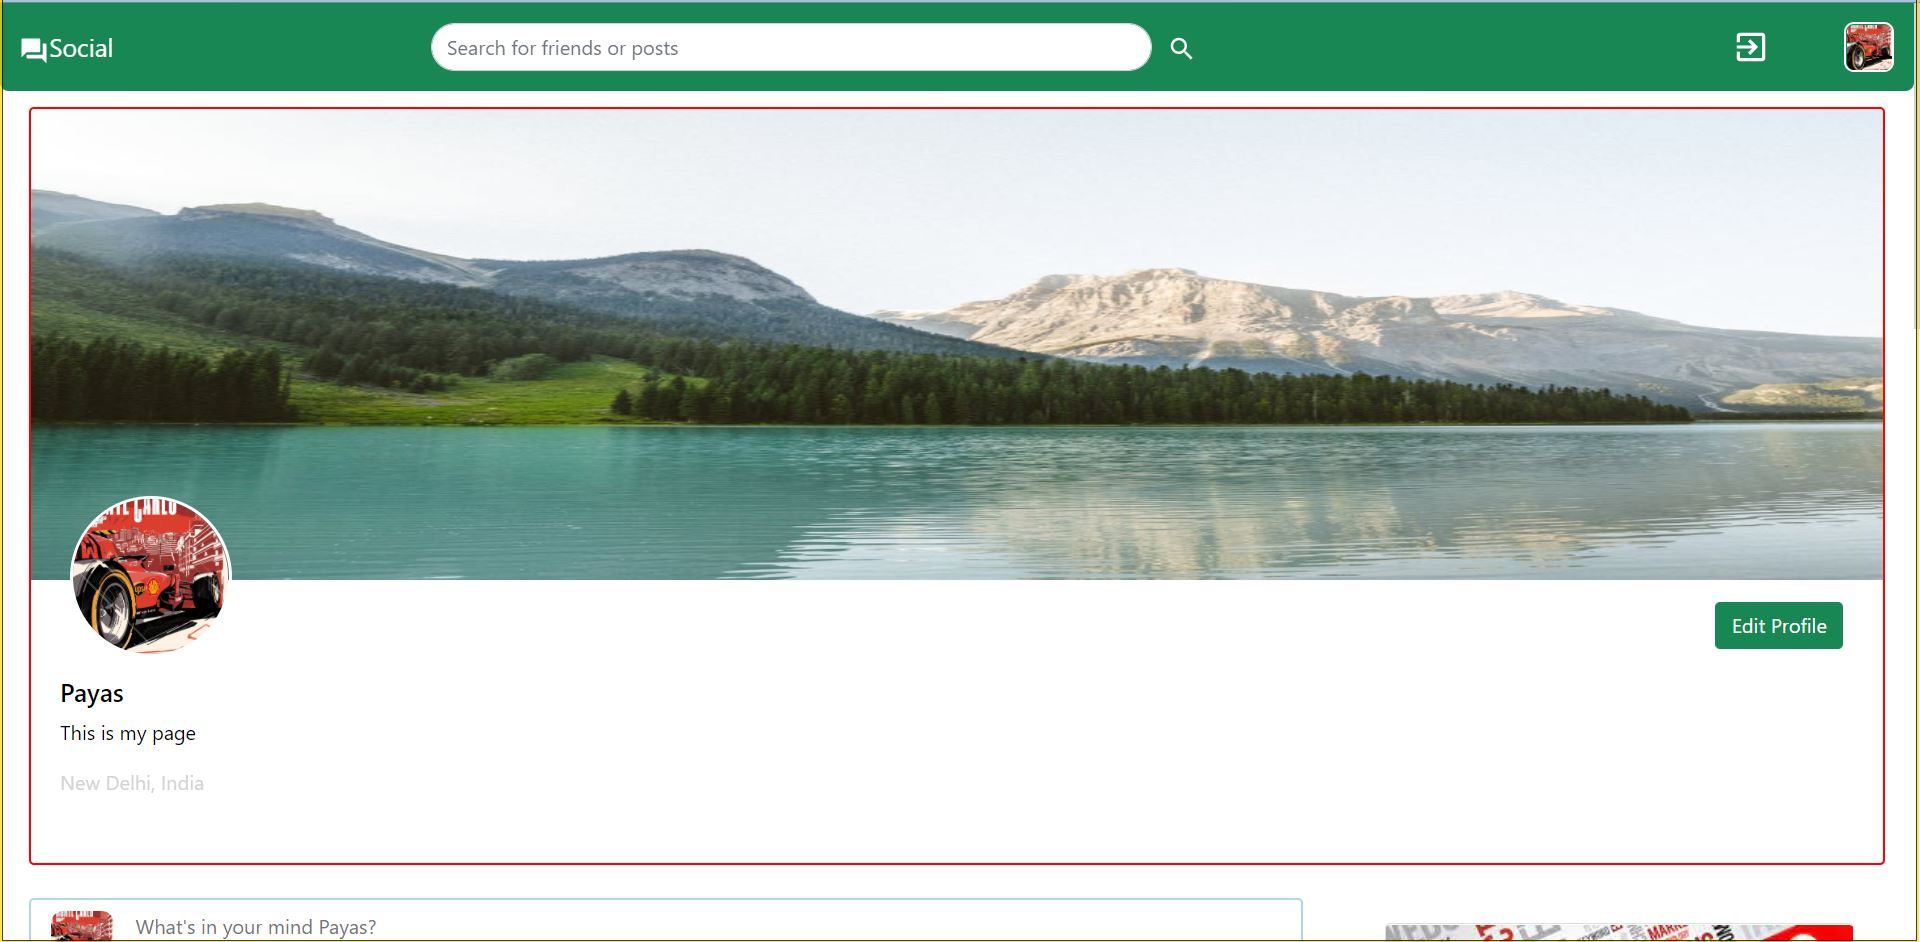 Social
Search for friends or posts
Edit Profile
Payas
This is my page
New Delhi, India
What's in your mind Payas?